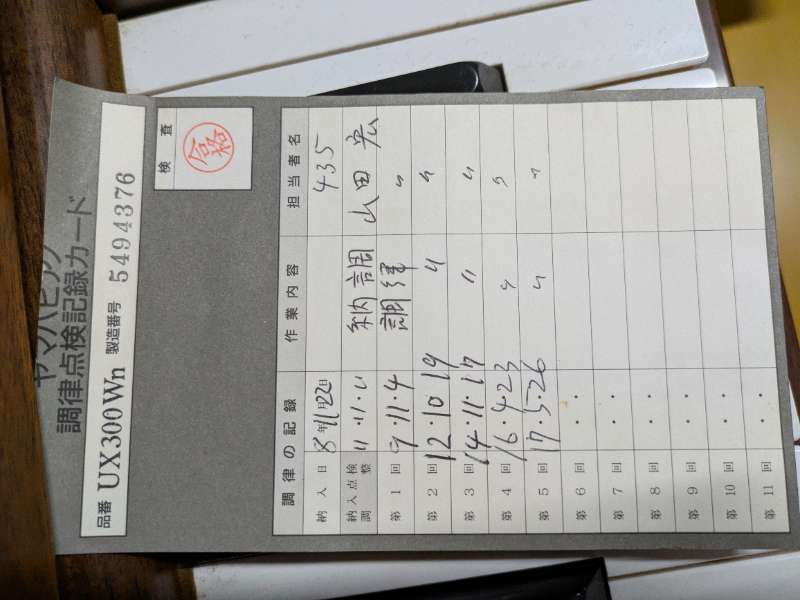 ヤマハピアノ
調律点検記録カード
品番 UX300Wn 製造番号 5494376
検査
合格
調律の記録 作業内容 担当者名
納入日 8年11月22日 435
納入点検調整 11・11・11 納調 山田 宏
第1回 9・11・4 調律 〃
第2回 12・10・19 〃 〃
第3回 14・11・17 〃 〃
第4回 16・4・23 〃 〃
第5回 17・5・26 〃 〃
第6回 ・ ・
第7回 ・ ・
第8回 ・ ・
第9回 ・ ・
第10回 ・ ・
第11回 ・ ・